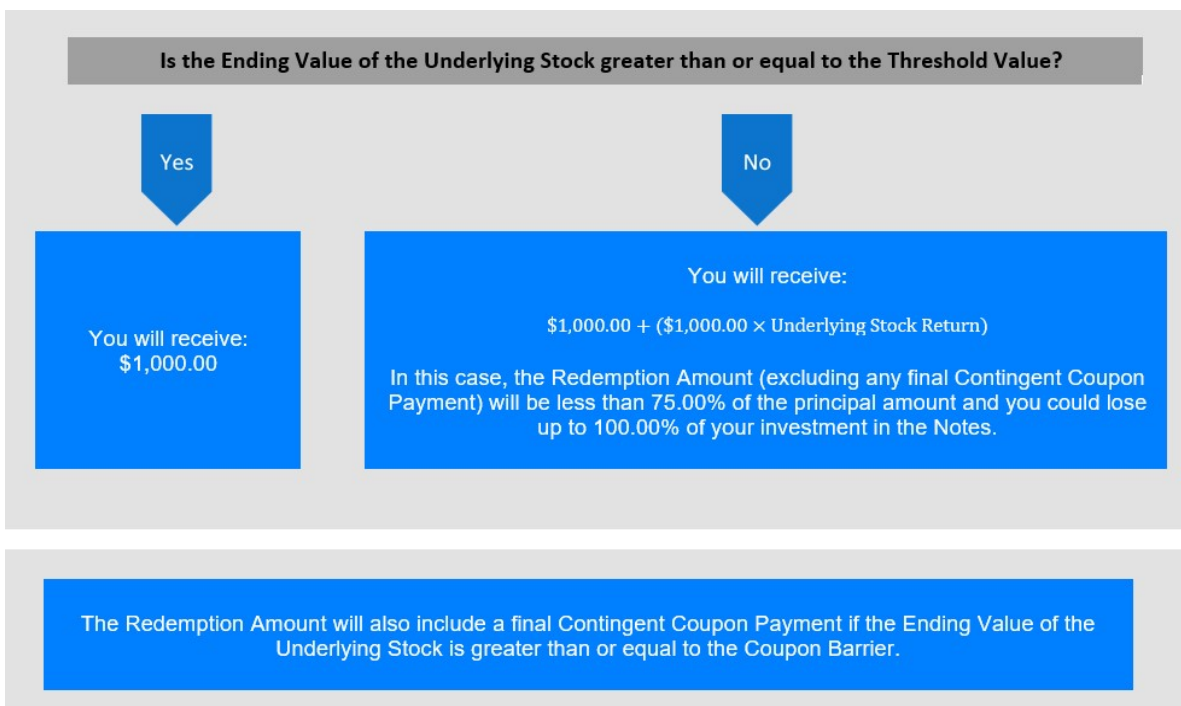 Is the Ending Value of the Underlying Stock greater than or equal to the Threshold Value?
Yes
No
You will receive:
$1,000.00
You will receive:
$1,000.00 + ($1,000.00 × Underlying Stock Return)
In this case, the Redemption Amount (excluding any final Contingent Coupon
Payment) will be less than 75.00% of the principal amount and you could lose
up to 100.00% of your investment in the Notes.
The Redemption Amount will also include a final Contingent Coupon Payment if the Ending Value of the
Underlying Stock is greater than or equal to the Coupon Barrier.